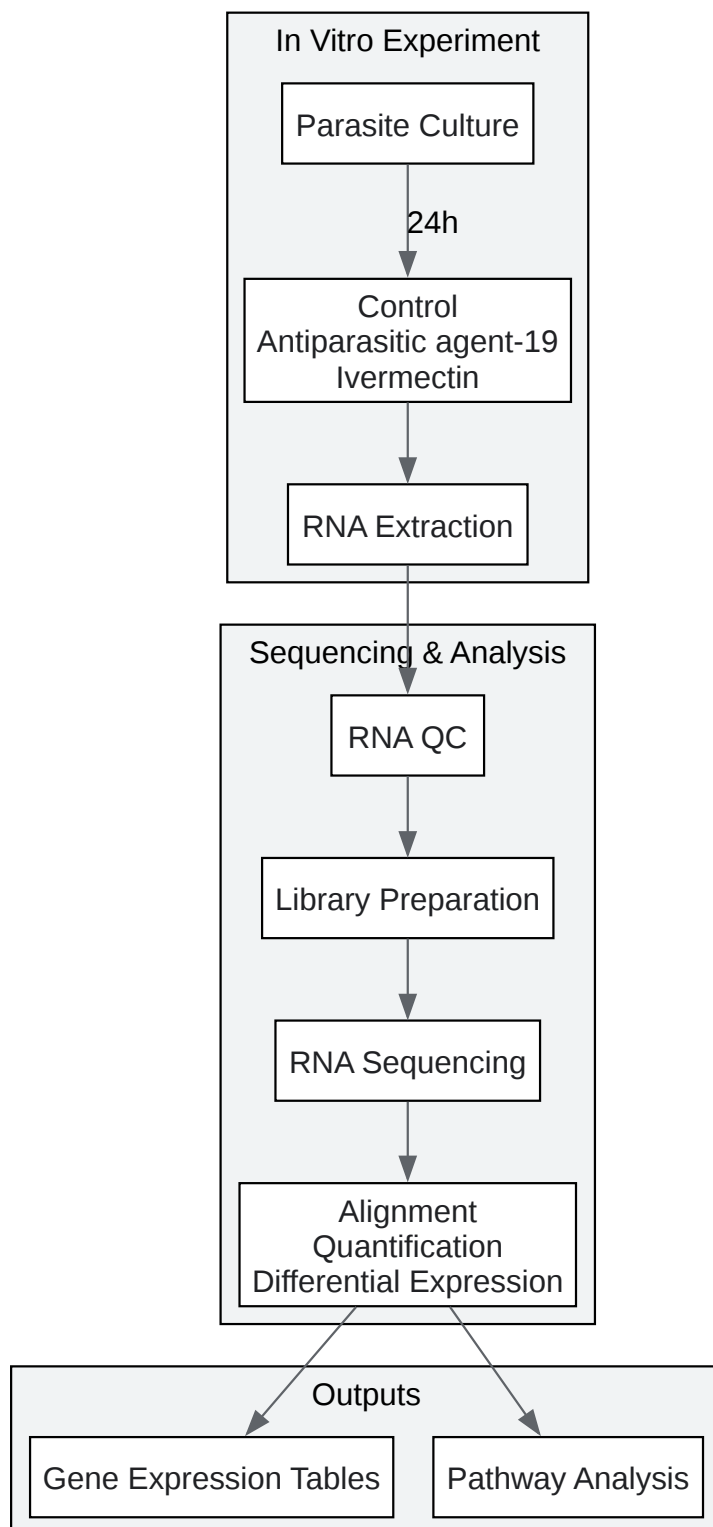 In Vitro Experiment
Parasite Culture
24h
Control
Antiparasitic agent-19
Ivermectin
RNA Extraction
Sequencing & Analysis
RNA QC
Library Preparation
RNA Sequencing
Alignment
Quantification
Differential Expression
Outputs
Gene Expression Tables
Pathway Analysis